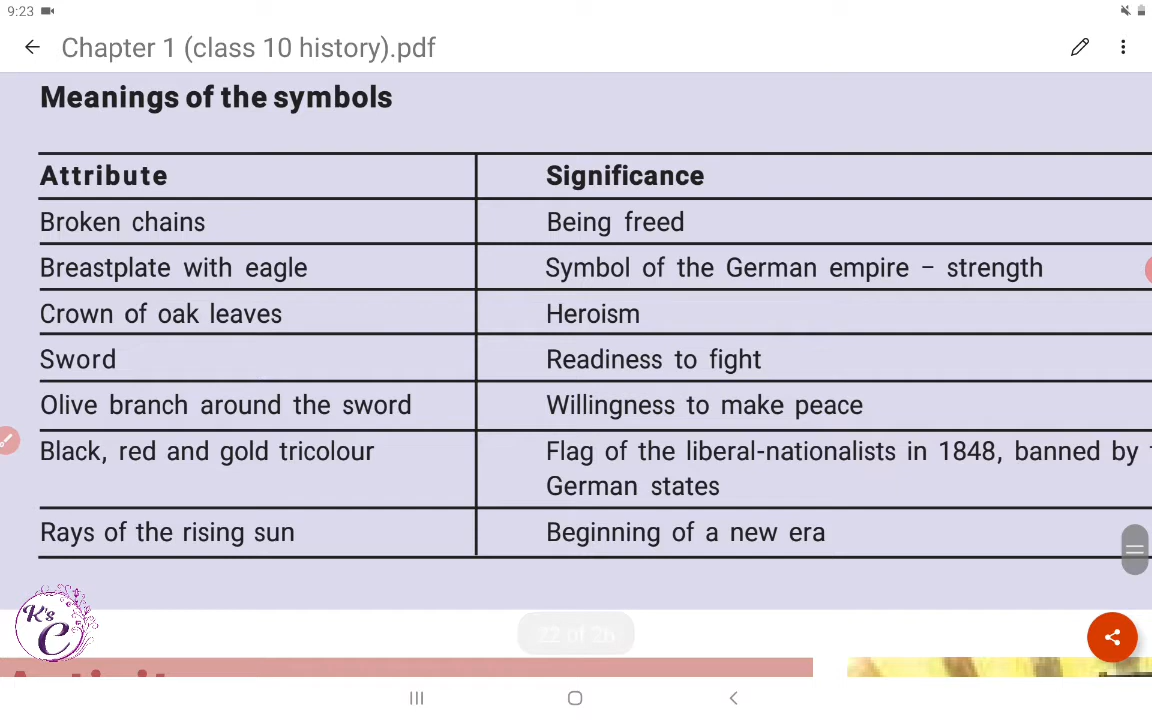 9:23
Chapter 1 (class 10 history).pdf
Meanings of the symbols
Attribute Significance
Broken chains Being freed
Breastplate with eagle Symbol of the German empire – strength
Crown of oak leaves Heroism
Sword Readiness to fight
Olive branch around the sword Willingness to make peace
Black, red and gold tricolour Flag of the liberal-nationalists in 1848, banned by
German states
Rays of the rising sun Beginning of a new era
K's
C
22 of 26